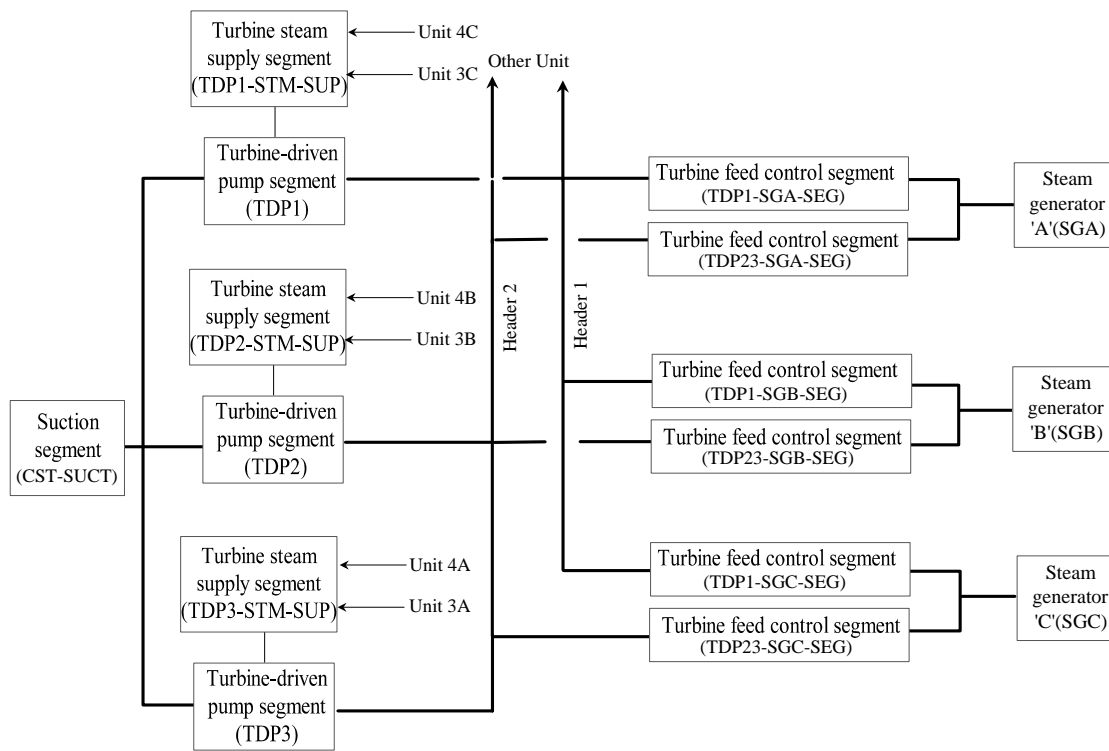 Turbine steam
supply segment
(TDP1-STM-SUP)
Unit 4C
Unit 3C
Other Unit
Turbine-driven
pump segment
(TDP1)
Turbine feed control segment
(TDP1-SGA-SEG)
Turbine feed control segment
(TDP23-SGA-SEG)
Steam
generator
'A'(SGA)
Turbine steam
supply segment
(TDP2-STM-SUP)
Unit 4B
Unit 3B
Header 2
Header 1
Suction
segment
(CST-SUCT)
Turbine-driven
pump segment
(TDP2)
Turbine feed control segment
(TDP1-SGB-SEG)
Turbine feed control segment
(TDP23-SGB-SEG)
Steam
generator
'B'(SGB)
Turbine steam
supply segment
(TDP3-STM-SUP)
Unit 4A
Unit 3A
Turbine-driven
pump segment
(TDP3)
Turbine feed control segment
(TDP1-SGC-SEG)
Turbine feed control segment
(TDP23-SGC-SEG)
Steam
generator
'C'(SGC)